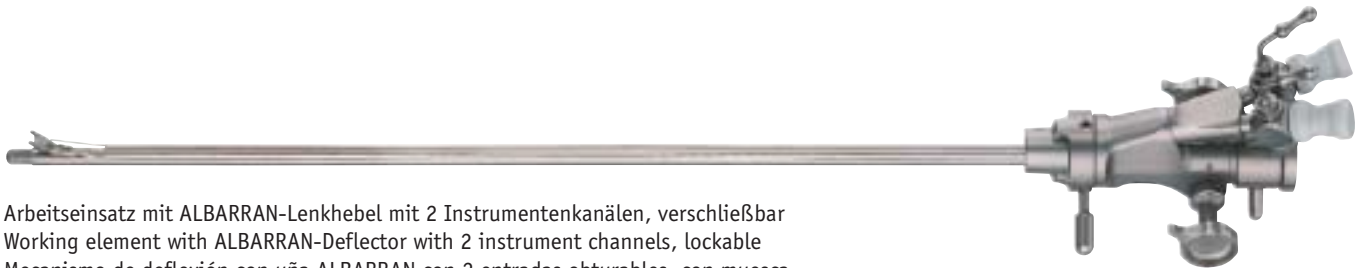 Arbeitseinsatz mit ALBARRAN-Lenkhebel mit 2 Instrumentenkanälen, verschließbar
Working element with ALBARRAN-Deflector with 2 instrument channels, lockable
Mecanismo de deflexión con uña ALBARRAN con 2 entradas obturables, con muesca